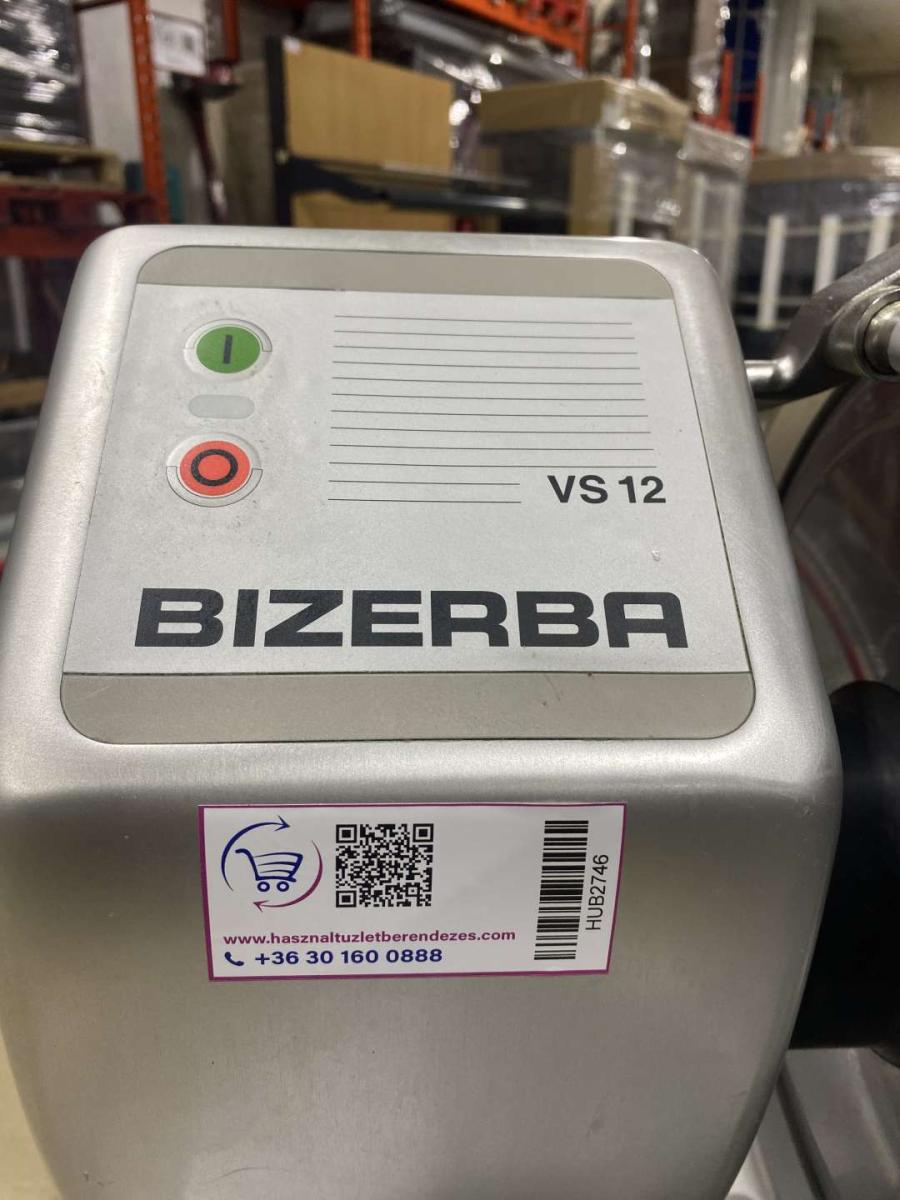 I
O
VS 12
BIZERBA
www.hasznaltuzletberendezes.com
+36 30 160 0888
HUB2746